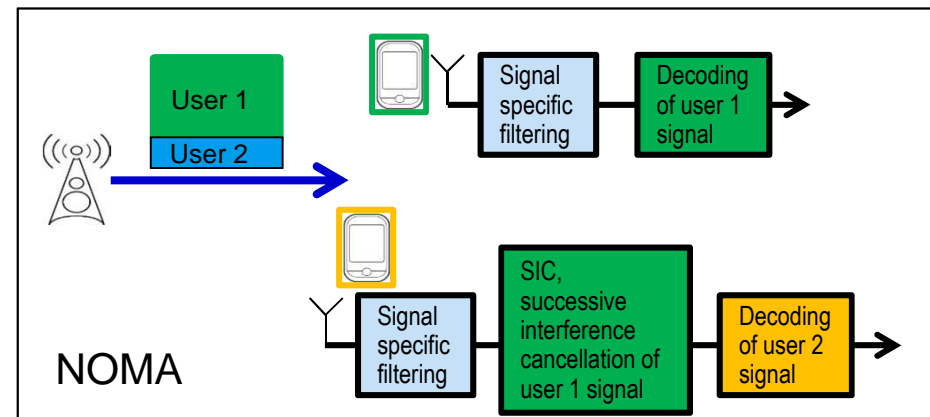 User 1
User 2
Signal
specific
filtering
Decoding
of user 1
signal
Signal
specific
filtering
SIC,
successive
interference
cancellation of
user 1 signal
Decoding
of user 2
signal
NOMA